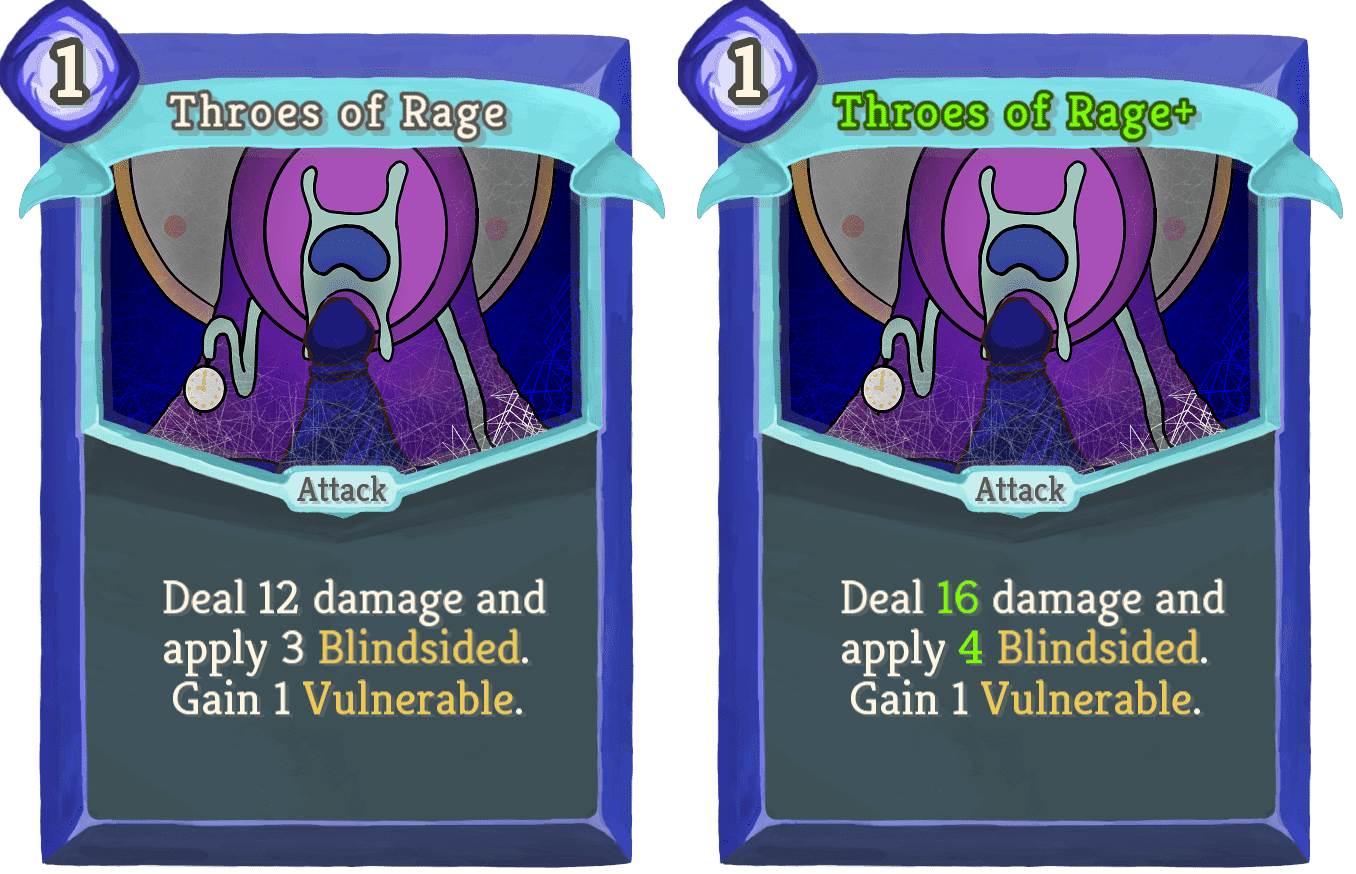 1
Throes of Rage
Attack
Deal 12 damage and
apply 3 Blindsided.
Gain 1 Vulnerable.
1
Throes of Rage+
Attack
Deal 16 damage and
apply 4 Blindsided.
Gain 1 Vulnerable.